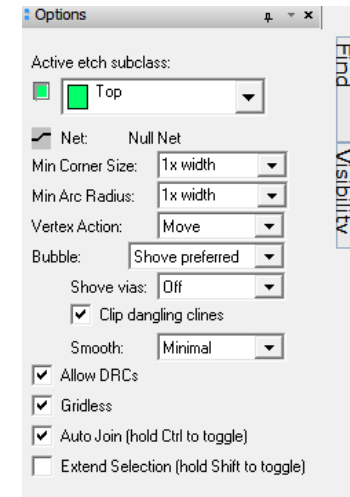 Options
Active etch subclass:
Top
Net: Null Net
Min Corner Size: 1x width
Min Arc Radius: 1x width
Vertex Action: Move
Bubble: Shove preferred
Shove vias: Off
Clip dangling clines
Smooth: Minimal
Allow DRCs
Gridless
Auto Join (hold Ctrl to toggle)
Extend Selection (hold Shift to toggle)
Find
Visibility